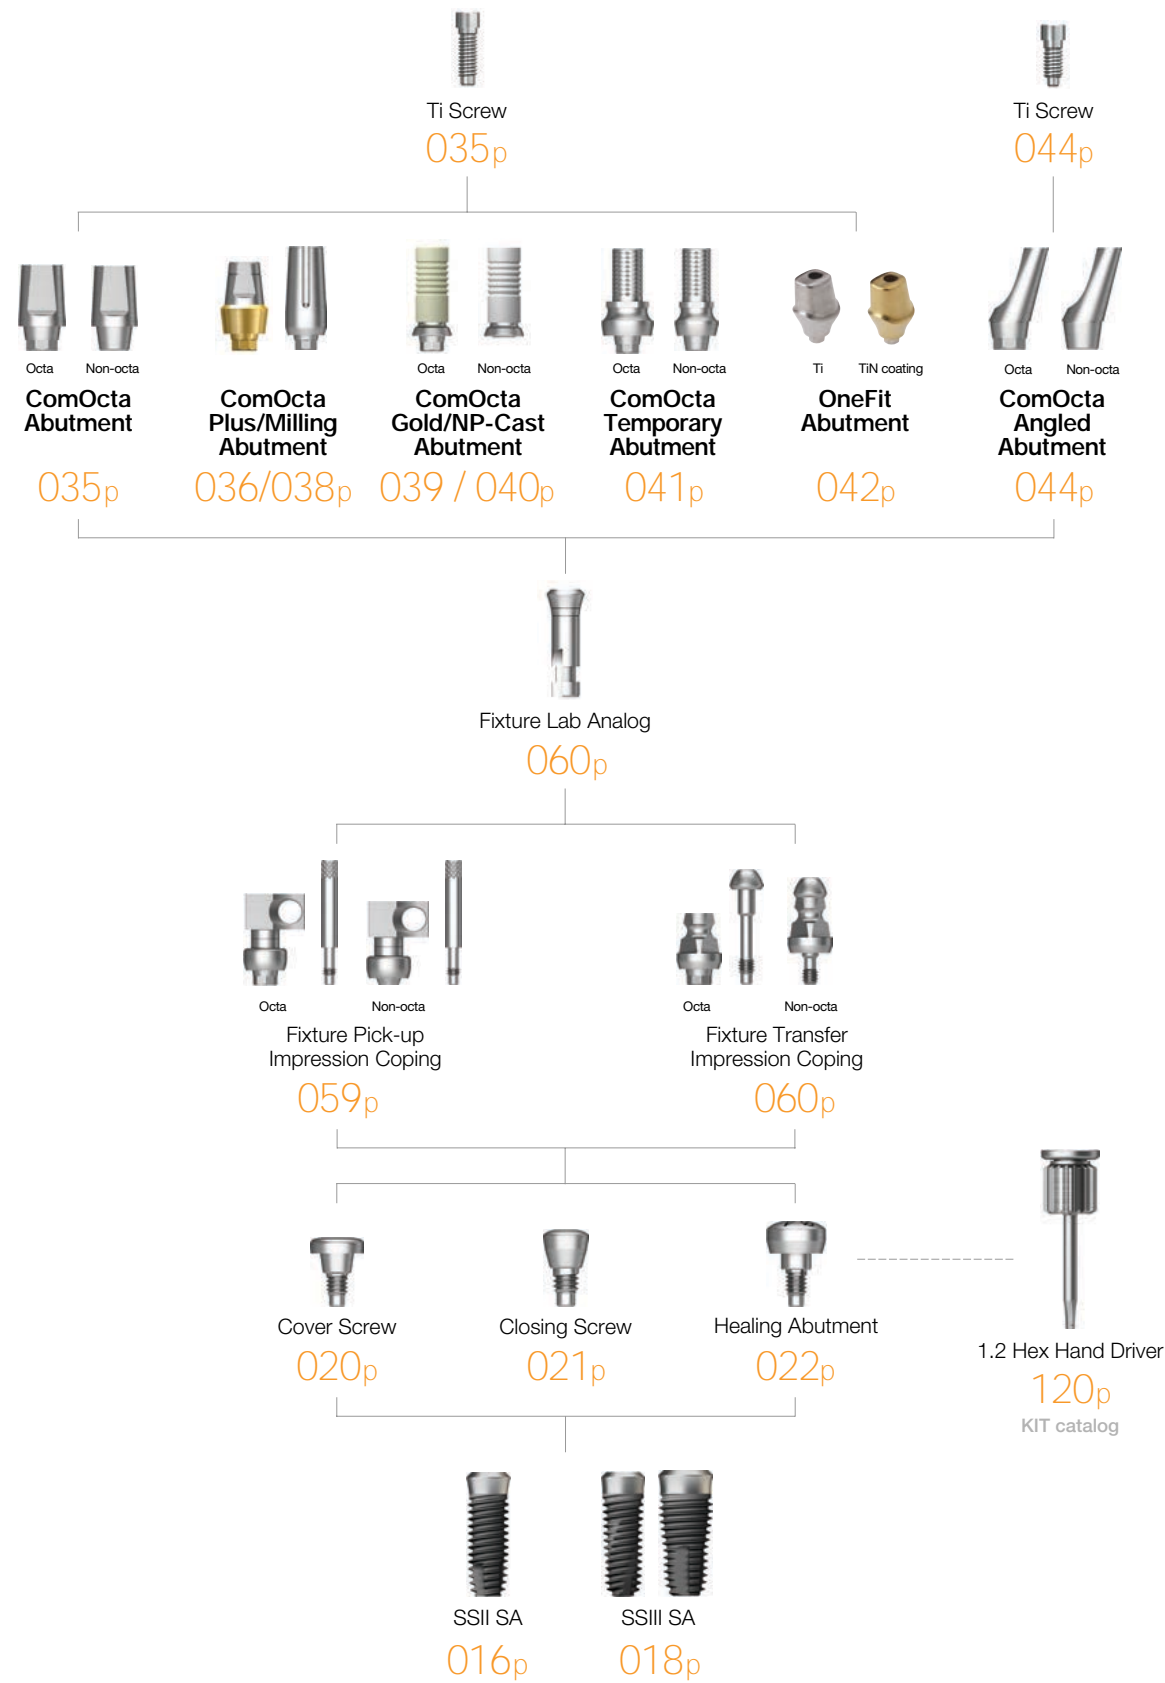 Ti Screw
035p
Ti Screw
044p
Octa Non-octa
ComOcta
Abutment
035p
ComOcta
Plus/Milling
Abutment
036/038p
Octa Non-octa
ComOcta
Gold/NP-Cast
Abutment
039 / 040p
Octa Non-octa
ComOcta
Temporary
Abutment
041p
Ti TiN coating
OneFit
Abutment
042p
Octa Non-octa
ComOcta
Angled
Abutment
044p
Fixture Lab Analog
060p
Octa Non-octa
Fixture Pick-up
Impression Coping
059p
Octa Non-octa
Fixture Transfer
Impression Coping
060p
Cover Screw
020p
Closing Screw
021p
Healing Abutment
022p
1.2 Hex Hand Driver
120p
KIT catalog
SSII SA
016p
SSIII SA
018p